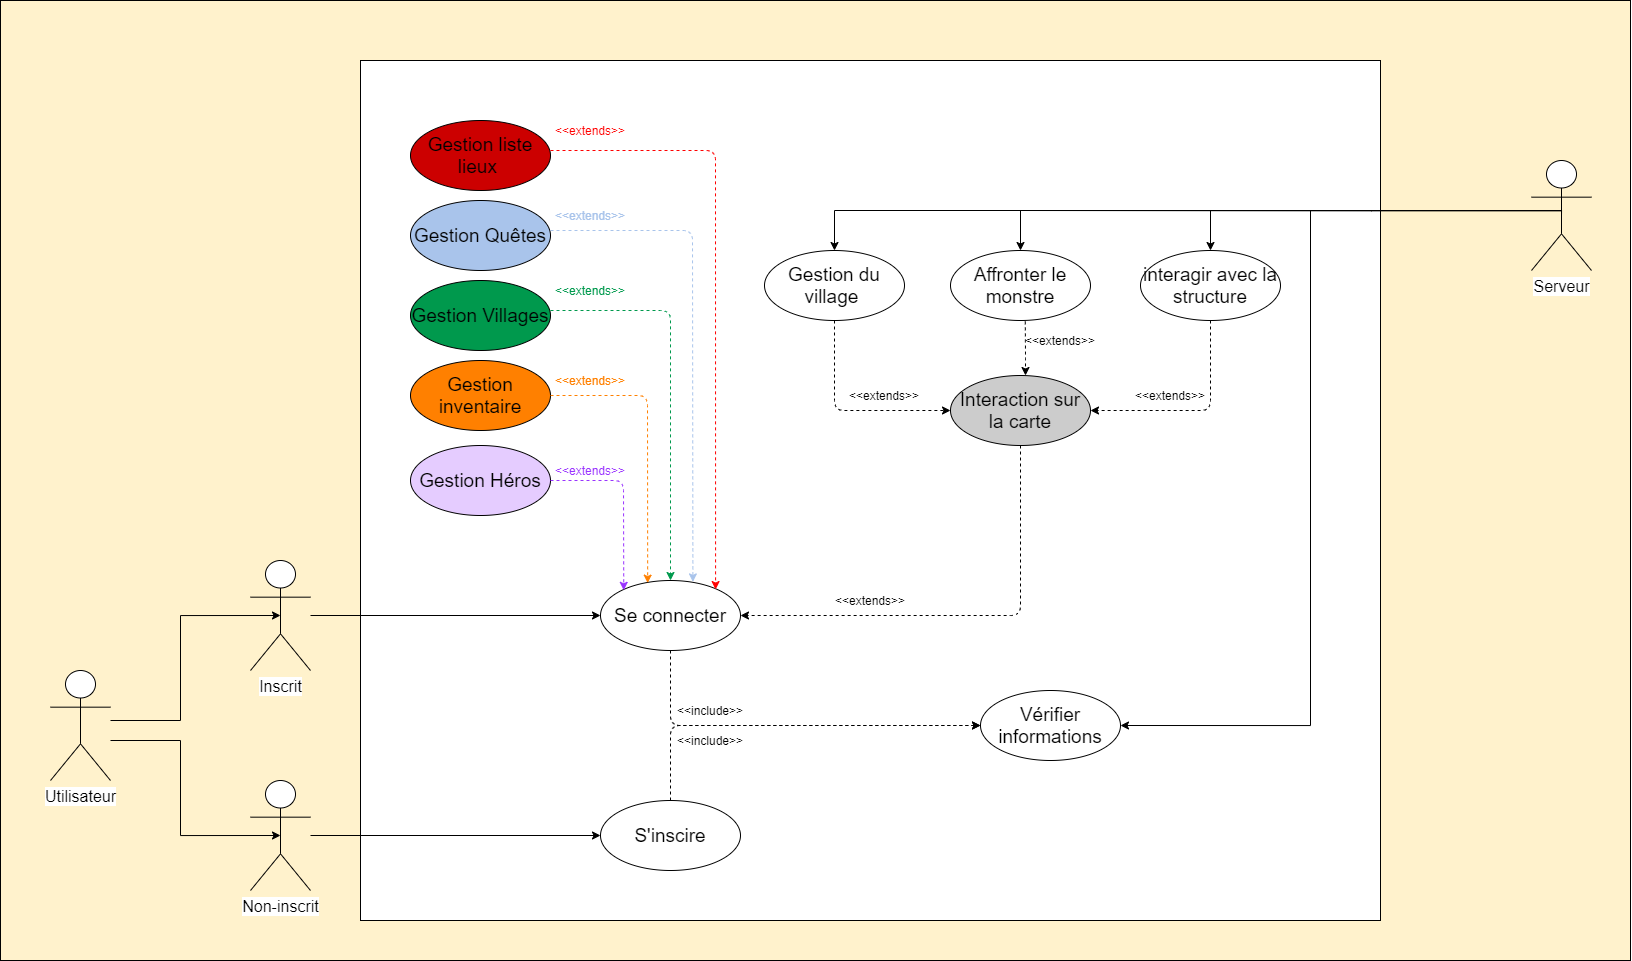 <<extends>>
Gestion liste
lieux
<<extends>>
Gestion Quêtes
<<extends>>
Gestion Villages
<<extends>>
Gestion
inventaire
<<extends>>
Gestion Héros
Gestion du
village
Affronter le
monstre
interagir avec la
structure
Serveur
<<extends>>
<<extends>>
<<extends>>
Interaction sur
la carte
<<extends>>
Se connecter
Inscrit
<<include>>
<<include>>
Vérifier
informations
Utilisateur
S'inscire
Non-inscrit